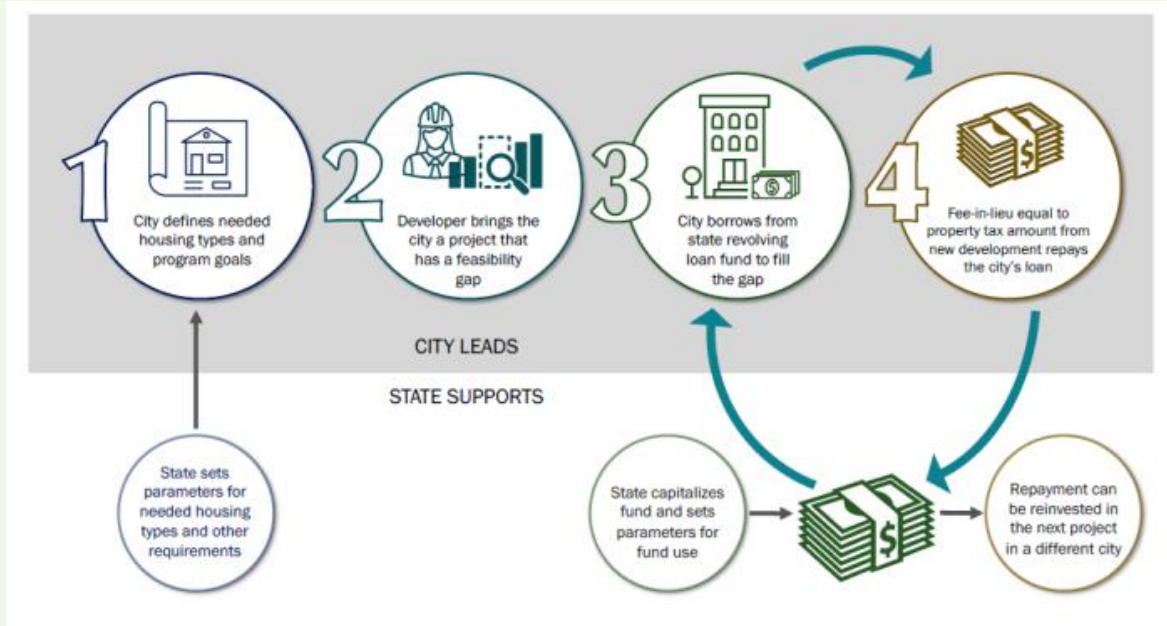 1
City defines needed
housing types and
program goals
2
Developer brings the
city a project that
has a feasibility
gap
3
City borrows from
state revolving
loan fund to fill
the gap
$
4
$
Fee-in-lieu equal to
property tax amount from
new development repays
the city's loan
CITY LEADS
STATE SUPPORTS
State sets
parameters for
needed housing
types and other
requirements
State capitalizes
fund and sets
parameters for
fund use
$
Repayment can
be reinvested in
the next project
in a different city